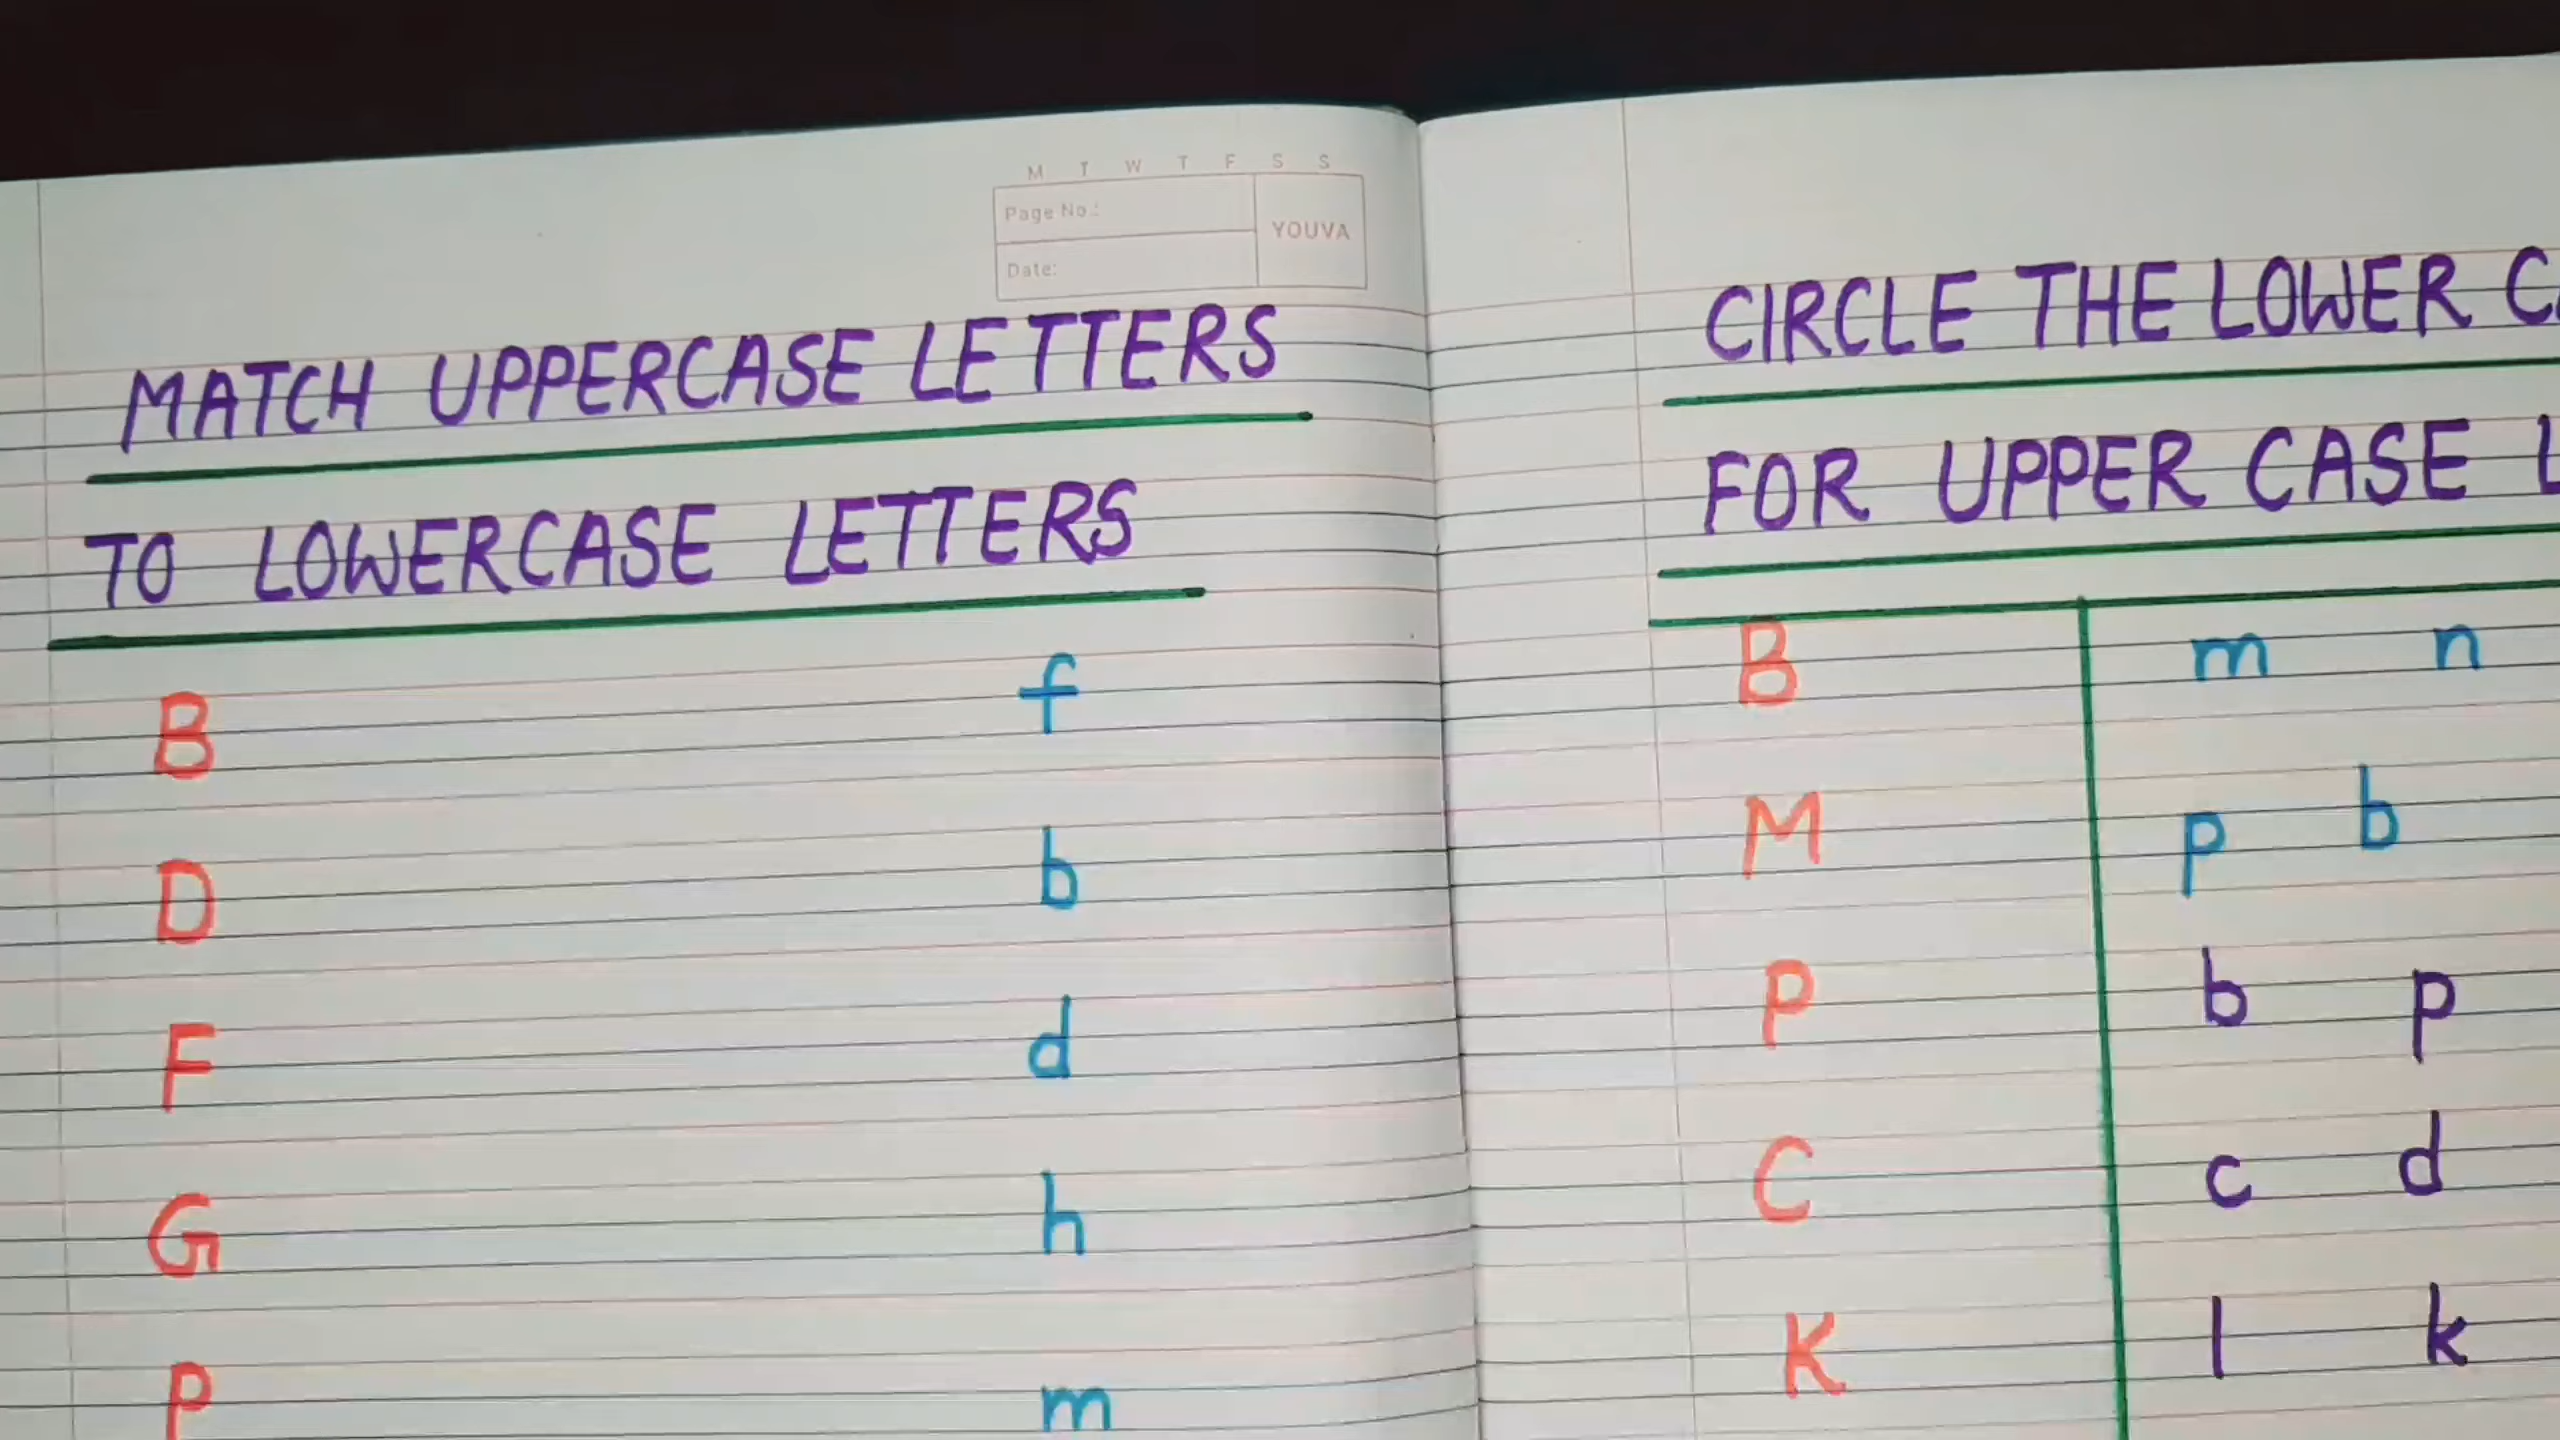 M T W T F S S
Page No.:
YOUVA
Date:
MATCH UPPERCASE LETTERS
TO LOWERCASE LETTERS
B f
D b
F d
G h
P m
CIRCLE THE LOWER
FOR UPPER CASE
B m n
M p b
P b p
C c d
K l k